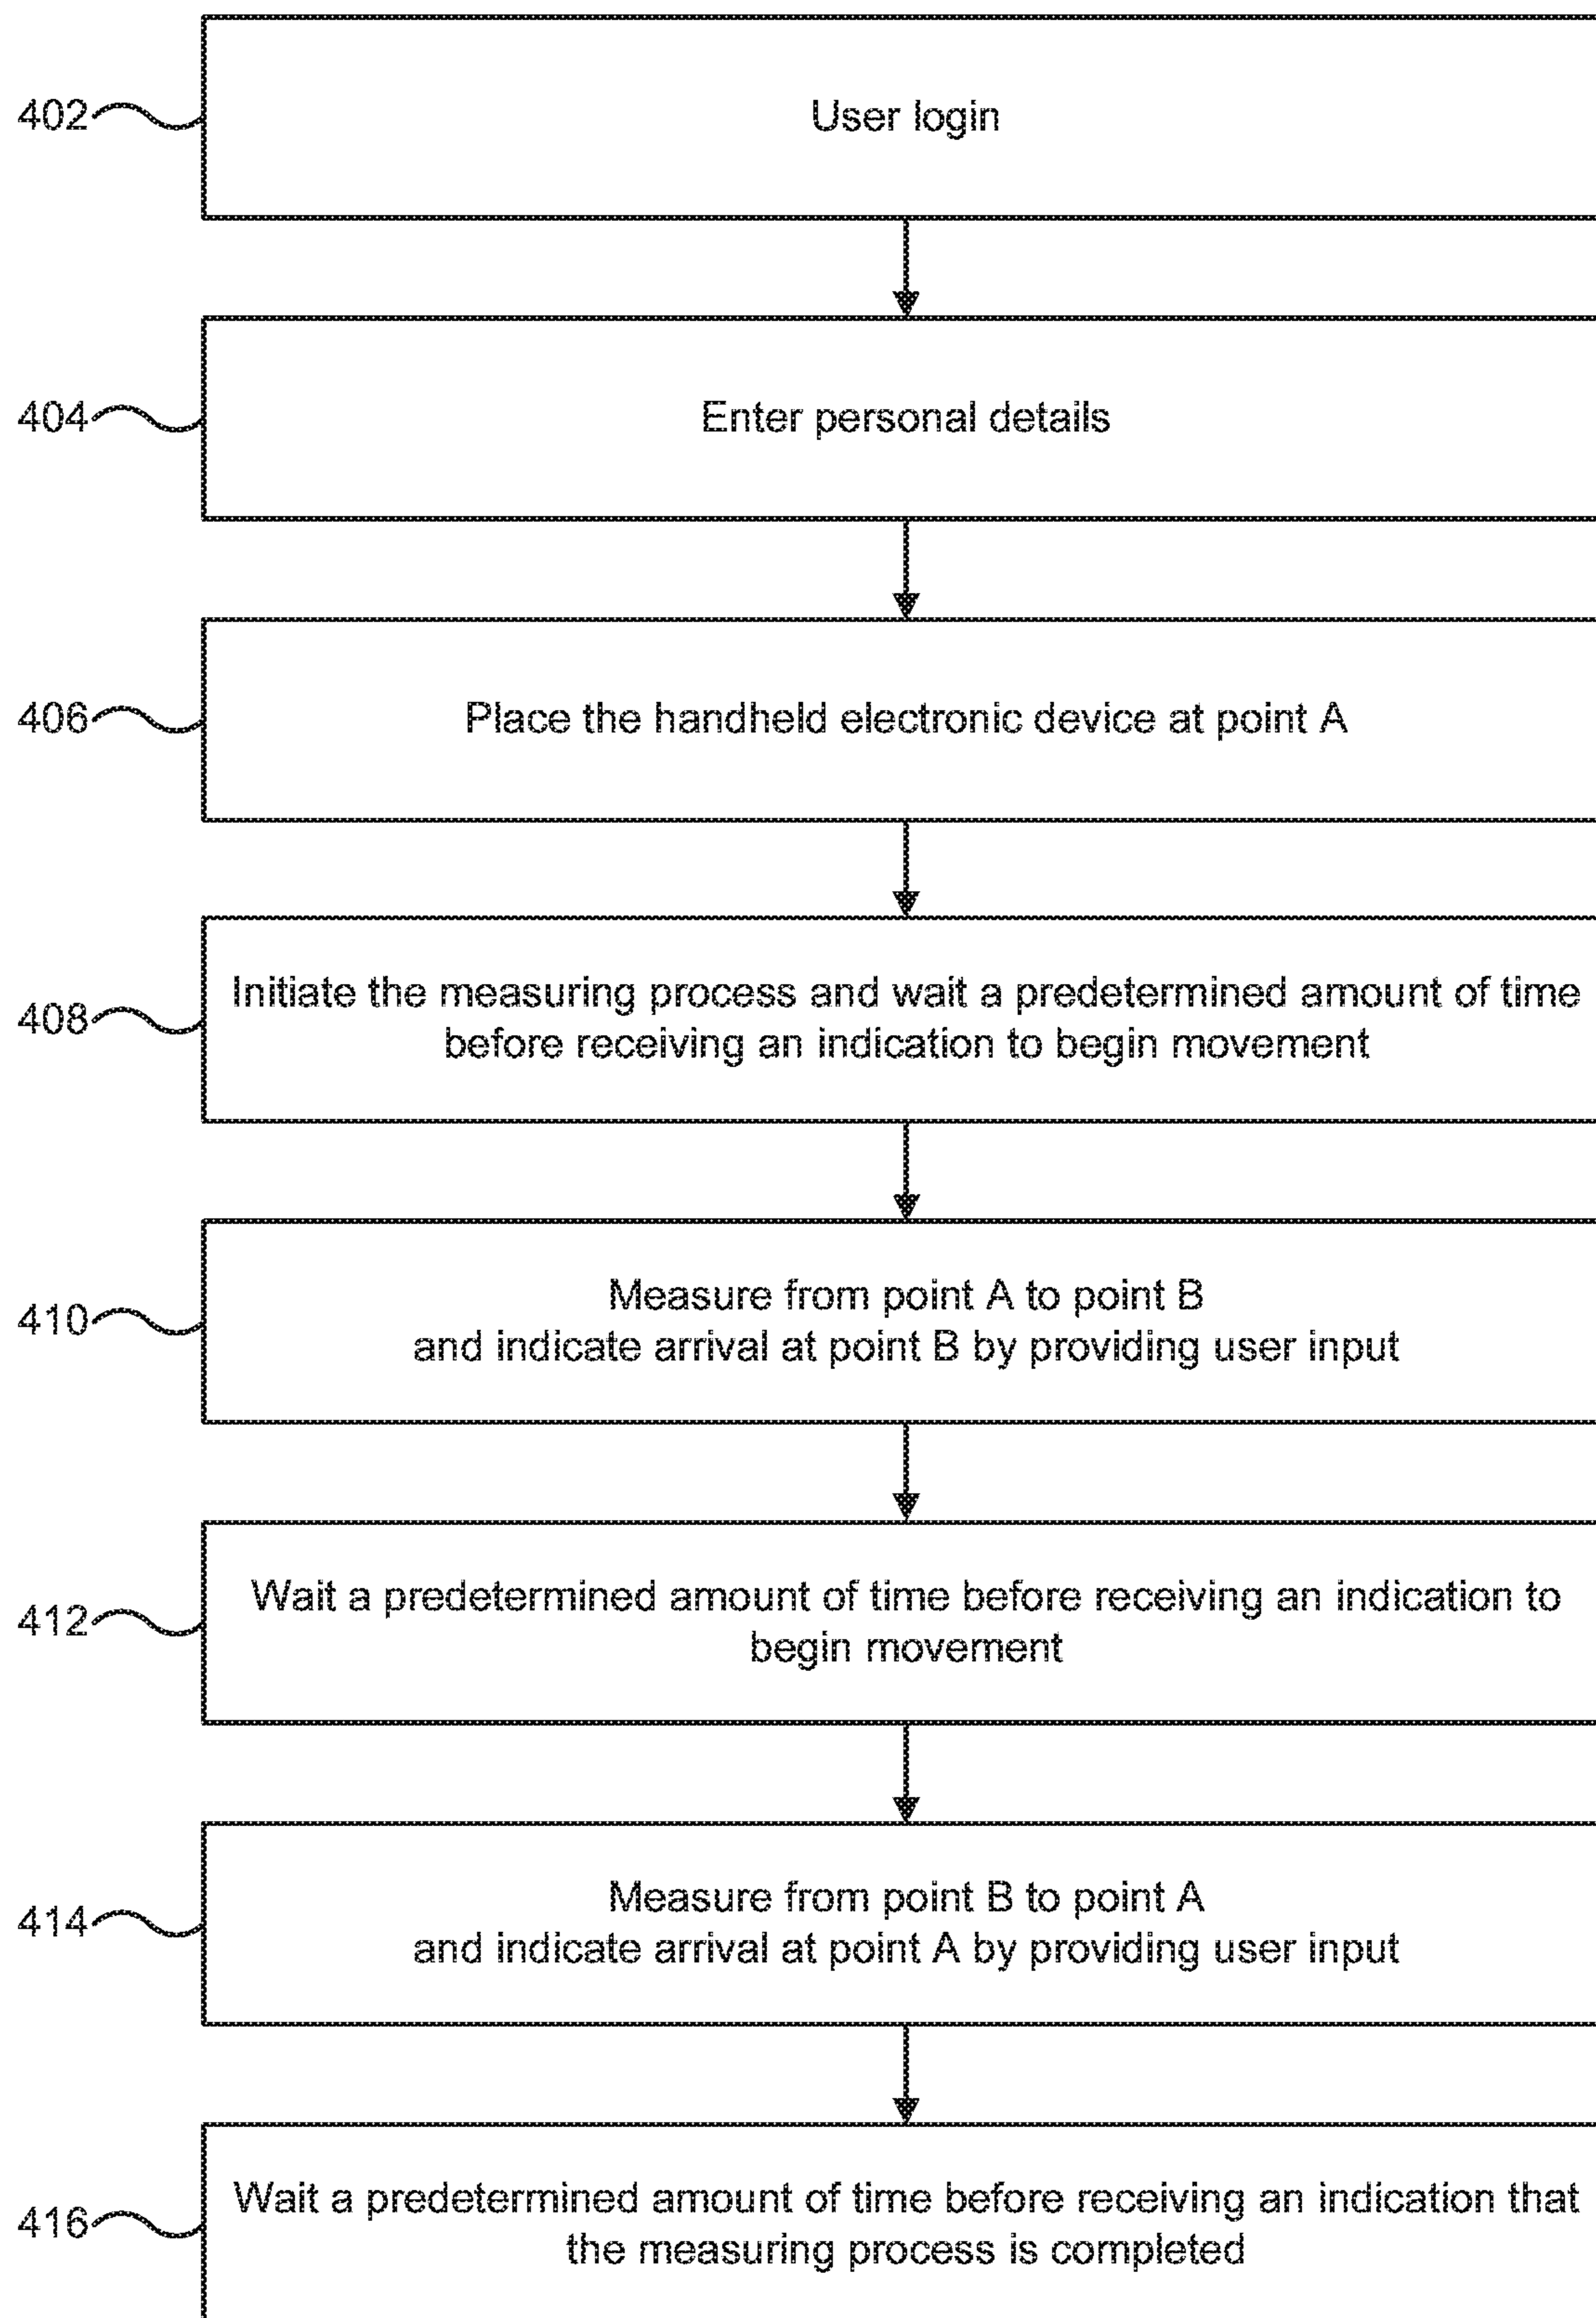 402
User login
404
Enter personal details
406
Place the handheld electronic device at point A
408
Initiate the measuring process and wait a predetermined amount of time
before receiving an indication to begin movement
410
Measure from point A to point B
and indicate arrival at point B by providing user input
412
Wait a predetermined amount of time before receiving an indication to
begin movement
414
Measure from point B to point A
and indicate arrival at point A by providing user input
416
Wait a predetermined amount of time before receiving an indication that
the measuring process is completed